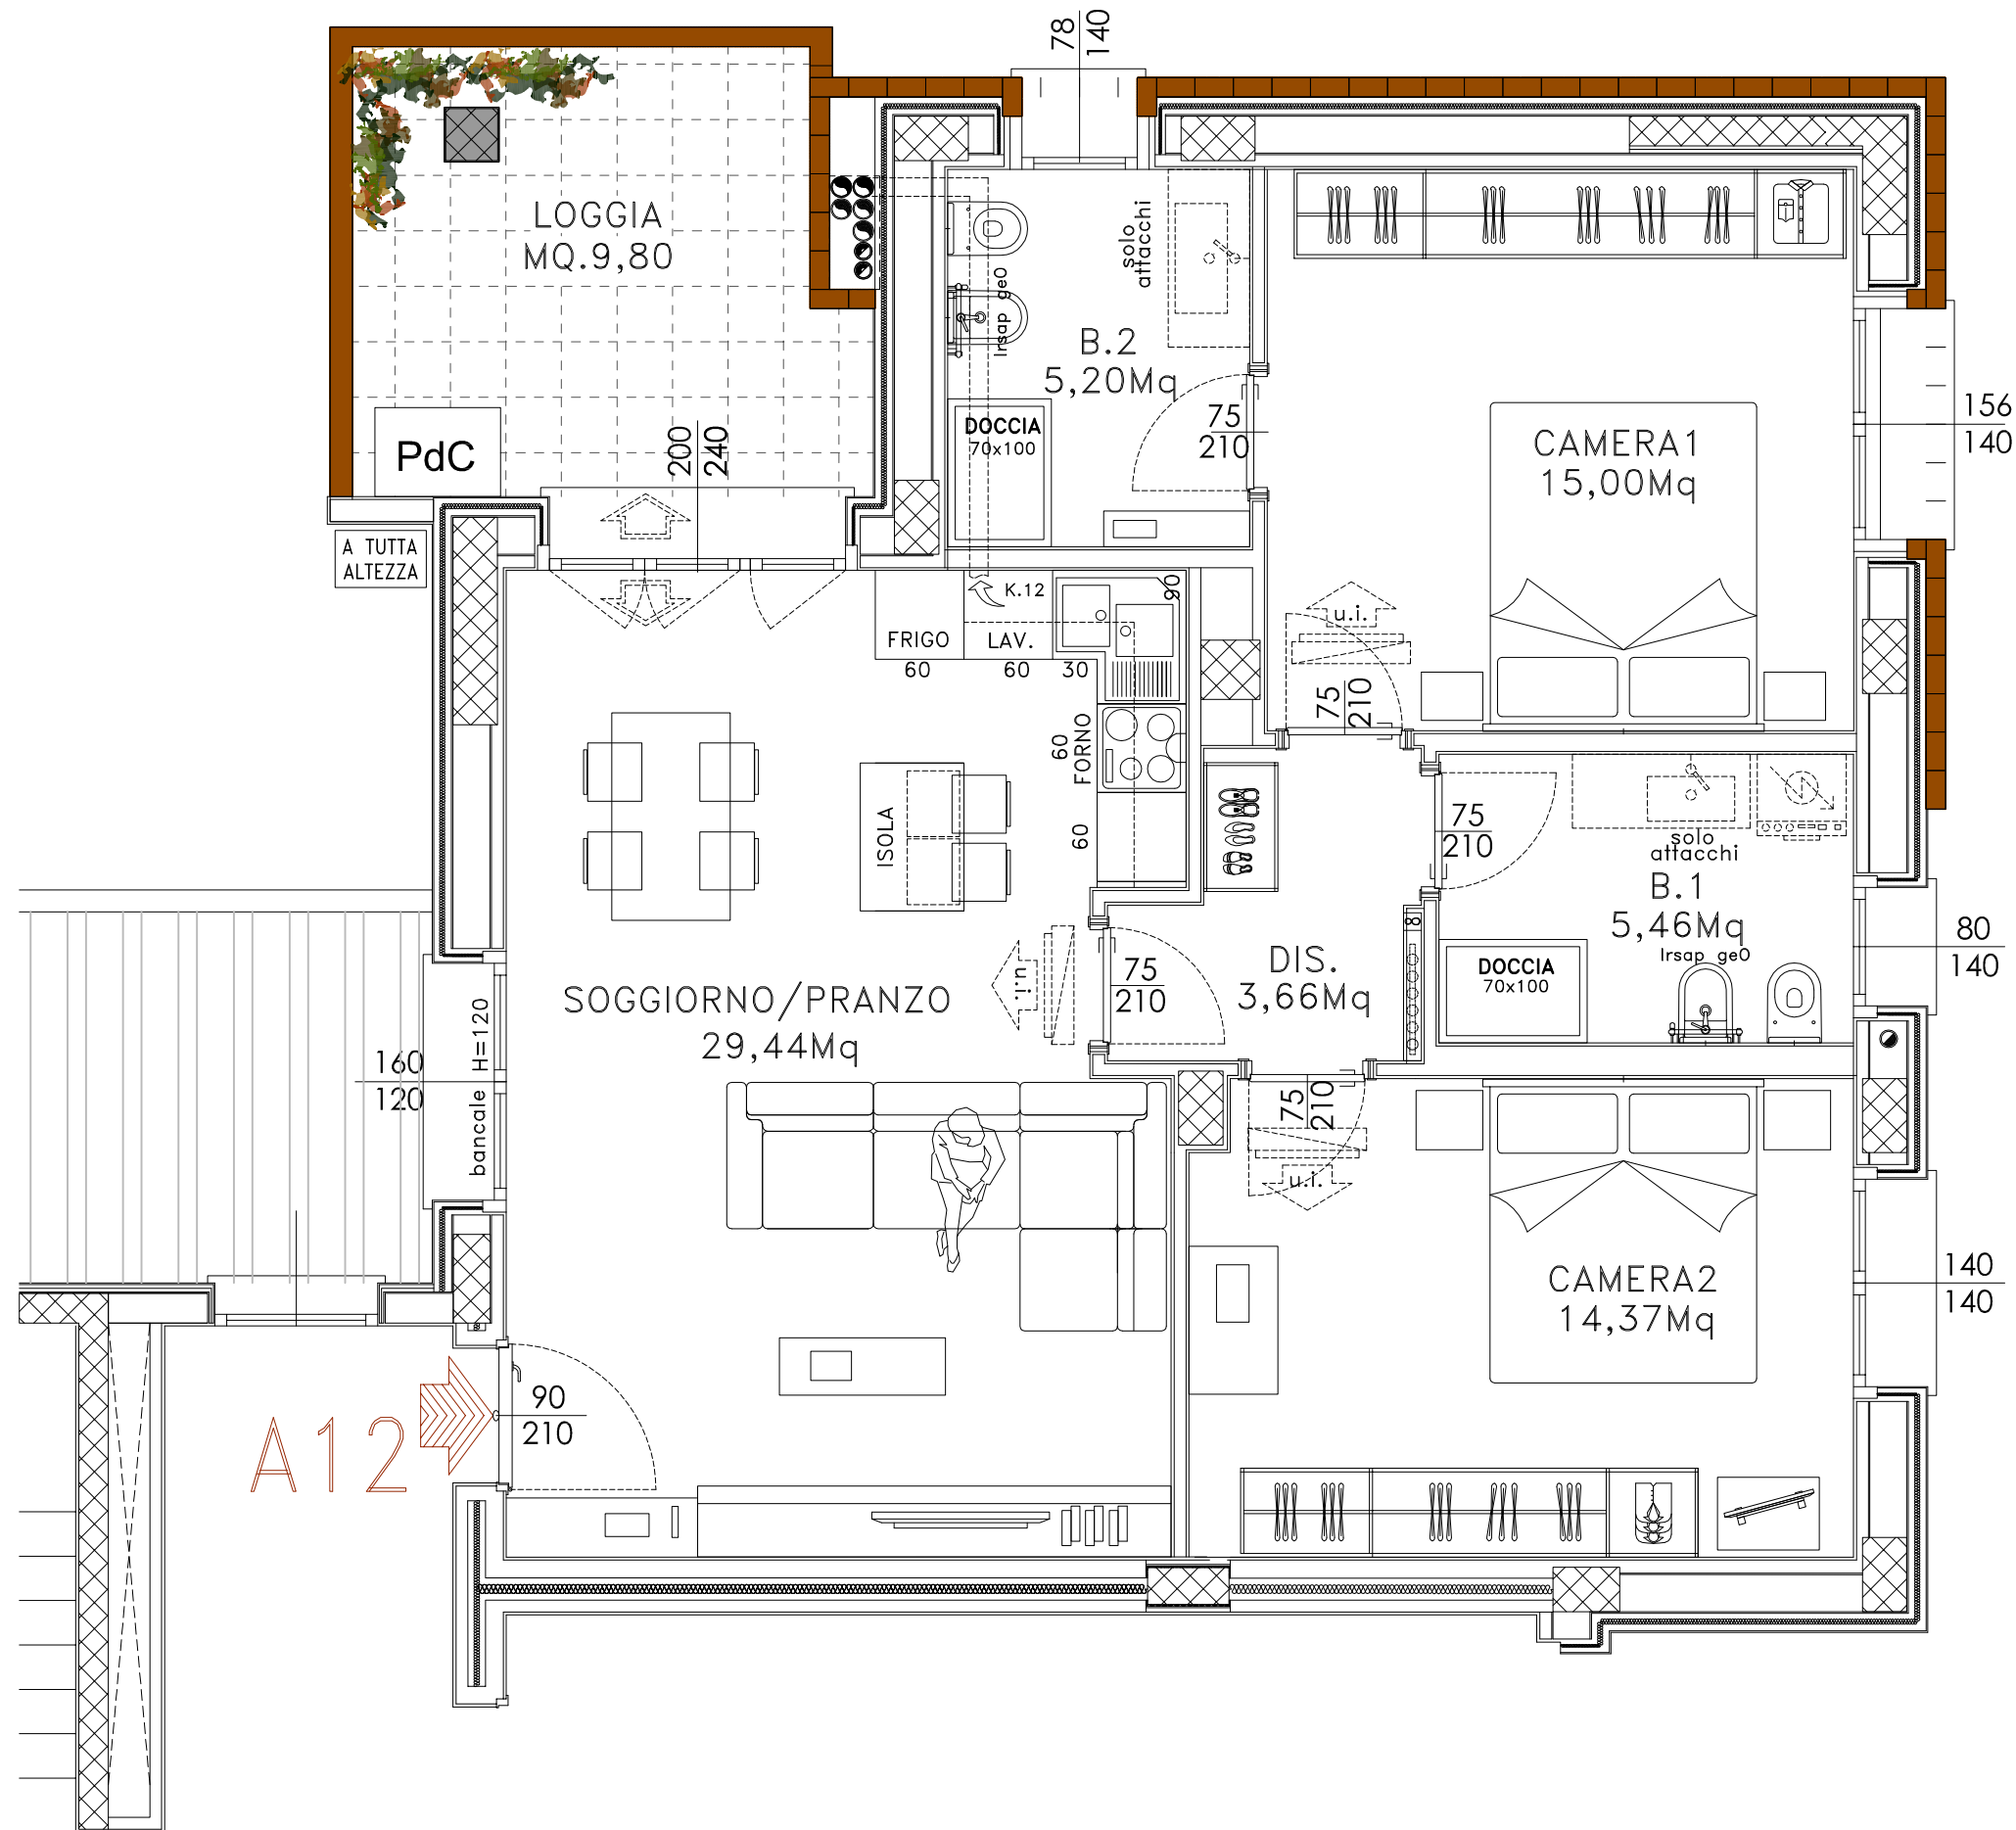 78
140
LOGGIA
MQ.9,80
solo
attacchi
Irsap geO
B.2
5,20Mq
DOCCIA
70x100
75
210
CAMERA1
15,00Mq
156
140
PdC
200
240
A TUTTA
ALTEZZA
K.12
90
FRIGO
60
LAV.
60
30
u.i.
75
210
60
FORNO
60
ISOLA
75
210
solo
attacchi
B.1
5,46Mq
Irsap geO
DOCCIA
70x100
80
140
8
DIS.
3,66Mq
75
210
u.i.
SOGGIORNO/PRANZO
29,44Mq
bancale H=120
160
120
75
210
u.i.
CAMERA2
14,37Mq
140
140
A12
90
210